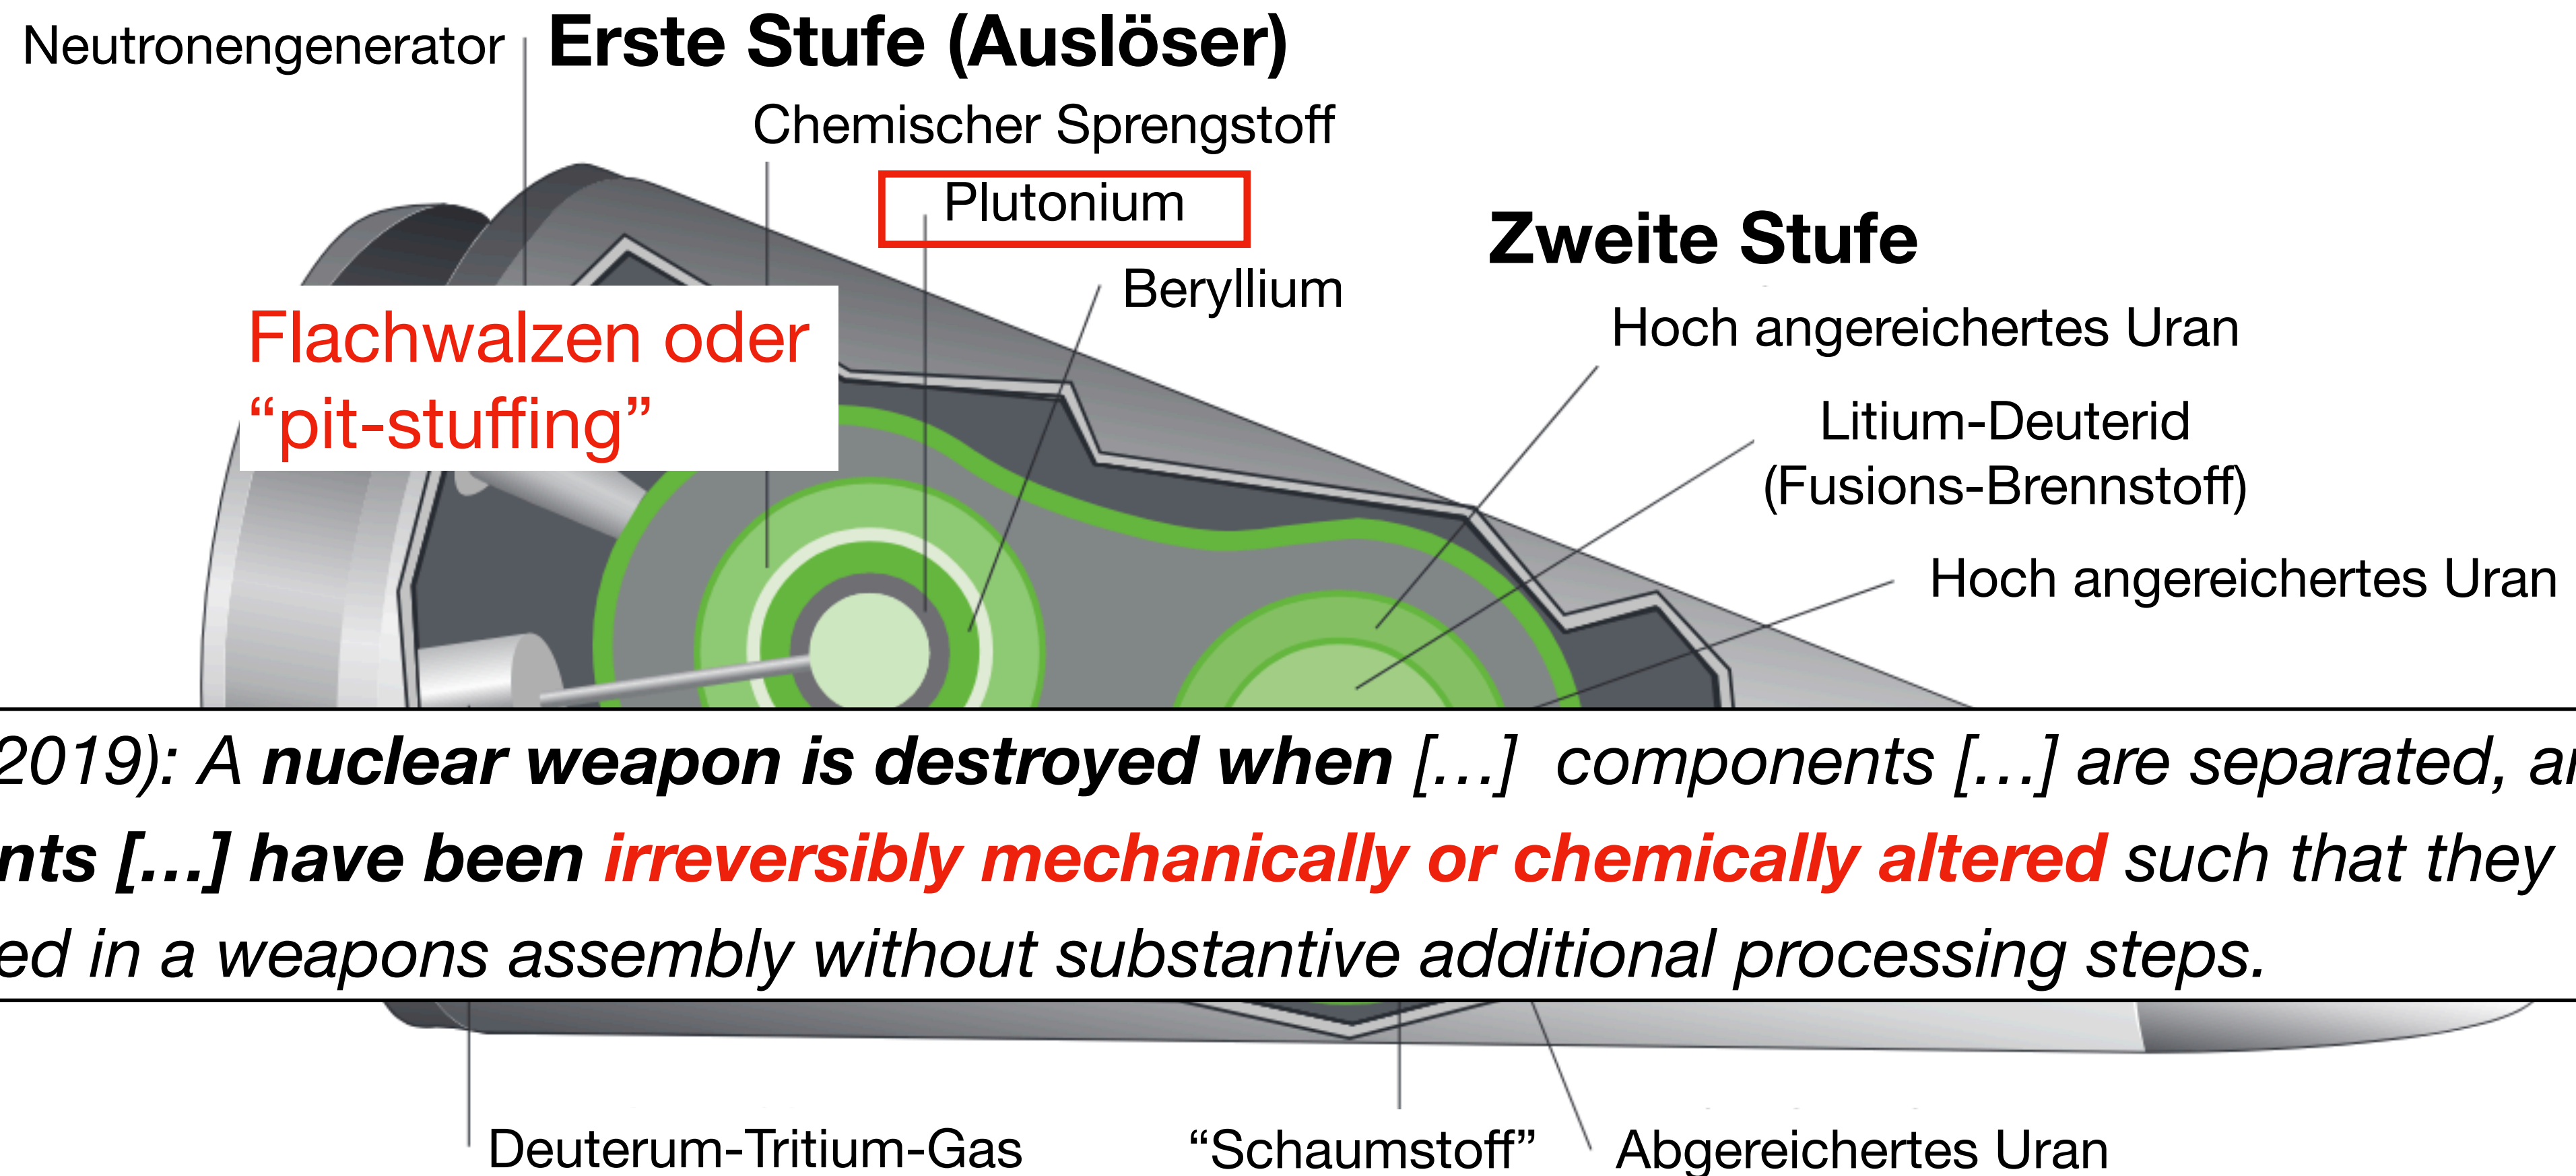 Neutronengenerator
Erste Stufe (Auslöser)
Chemischer Sprengstoff
Plutonium
Beryllium
Zweite Stufe
Hoch angereichertes Uran
Litium-Deuterid
(Fusions-Brennstoff)
Hoch angereichertes Uran
Flachwalzen oder
“pit-stuffing”
2019): A nuclear weapon is destroyed when […] components […] are separated,
[…] have been irreversibly mechanically or chemically altered such that they
in a weapons assembly without substantive additional processing steps.
Deuterum-Tritium-Gas
“Schaumstoff”
Abgereichertes Uran